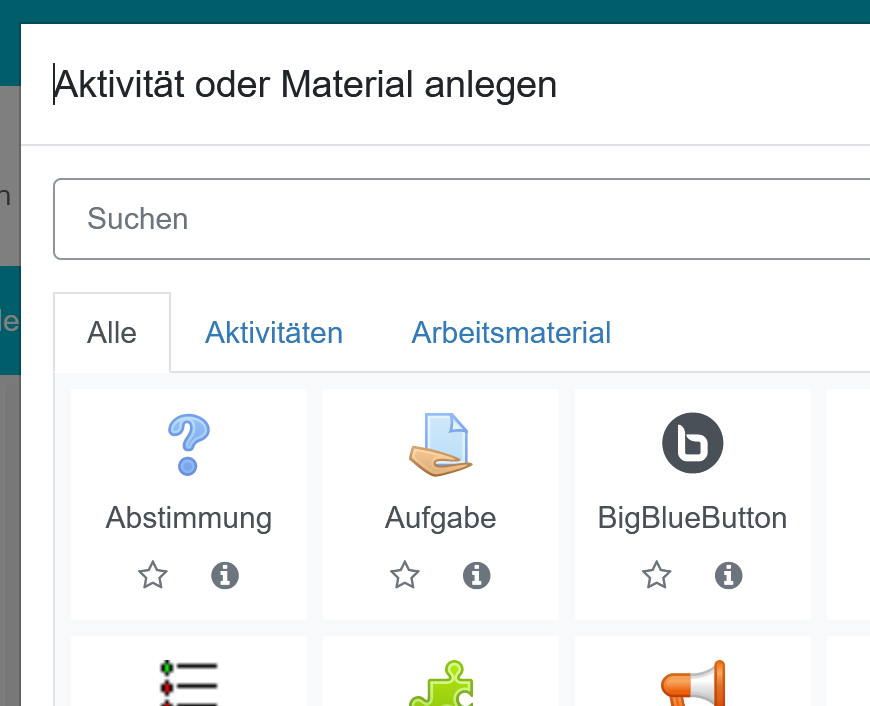 Aktivität oder Material anlegen
Suchen
Alle Aktivitäten Arbeitsmaterial
Abstimmung Aufgabe BigBlueButton